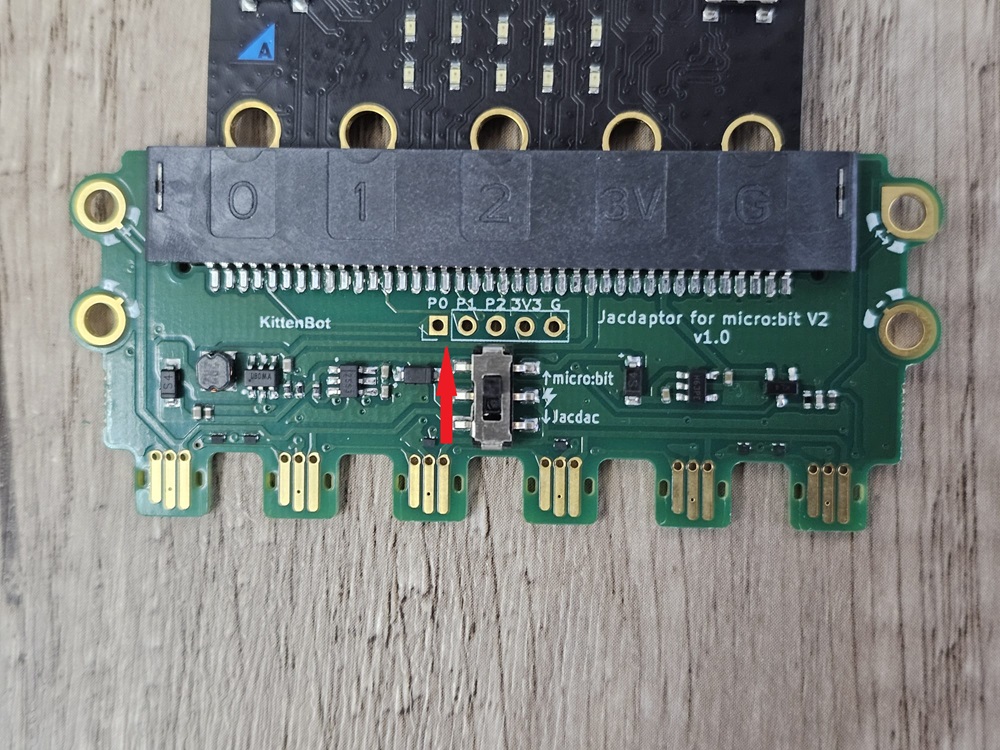 A
0 1 2 3V G
P0 P1 P2 3V3 G
KittenBot
Jacdaptor for micro:bit V2
v1.0
↑micro:bit
↓Jacdac